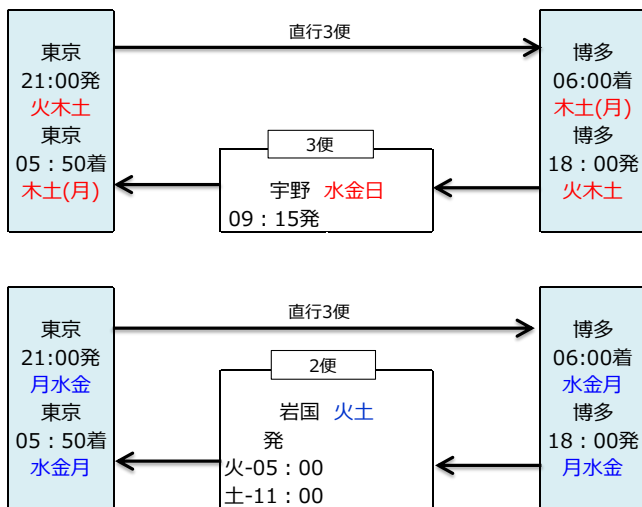 直行3便
東京
21:00発
火木土
東京
05：50着
木土(月)
3便
宇野 水金日
09：15発
博多
06:00着
木土(月)
博多
18：00発
火木土
直行3便
東京
21:00発
月水金
東京
05：50着
水金月
2便
岩国 火土
発
火-05：00
土-11：00
博多
06:00着
水金月
博多
18：00発
月水金